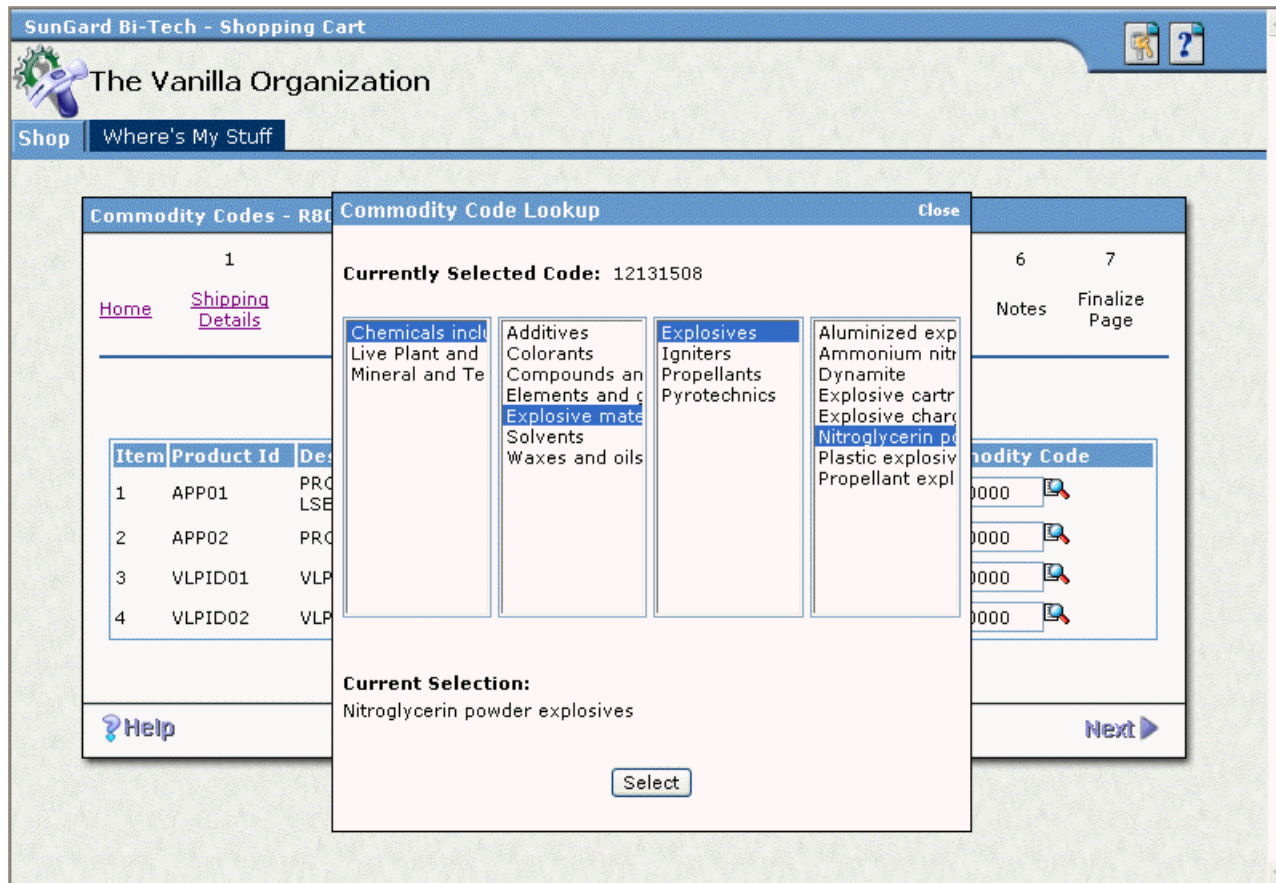 SunGard Bi-Tech - Shopping Cart
The Vanilla Organization
Shop Where's My Stuff
Commodity Codes - R80
Commodity Code Lookup Close
1 6 7
Home Shipping Details Notes Finalize Page
Currently Selected Code: 12131508
Chemicals inclu
Live Plant and
Mineral and Te
Additives
Colorants
Compounds an
Elements and g
Explosive mate
Solvents
Waxes and oils
Explosives
Igniters
Propellants
Pyrotechnics
Aluminized exp
Ammonium nitr
Dynamite
Explosive cartr
Explosive charg
Nitroglycerin po
Plastic explosiv
Propellant expl
Item Product Id Des modity Code
1 APP01 PRO LSE 0000
2 APP02 PRO 0000
3 VLPID01 VLP 0000
4 VLPID02 VLP 0000
Current Selection:
Nitroglycerin powder explosives
Select
Help Next